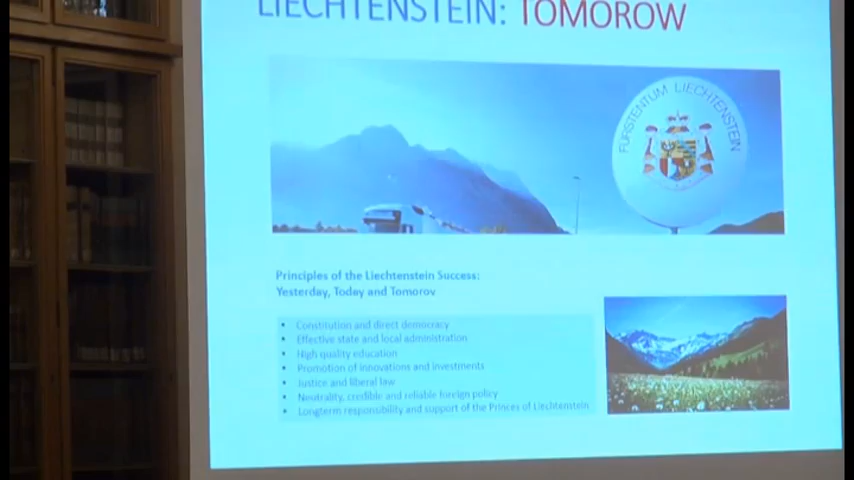 LIECHTENSTEIN: TOMOROW
FÜRSTENTUM LIECHTENSTEIN
Principles of the Liechtenstein Success:
Yesterday, Today and Tomorov
• Constitution and direct democracy
• Effective state and local administration
• High quality education
• Promotion of innovations and investments
• Justice and liberal law
• Neutrality, credible and reliable foreign policy
• Longterm responsibility and support of the Princes of Liechtenstein